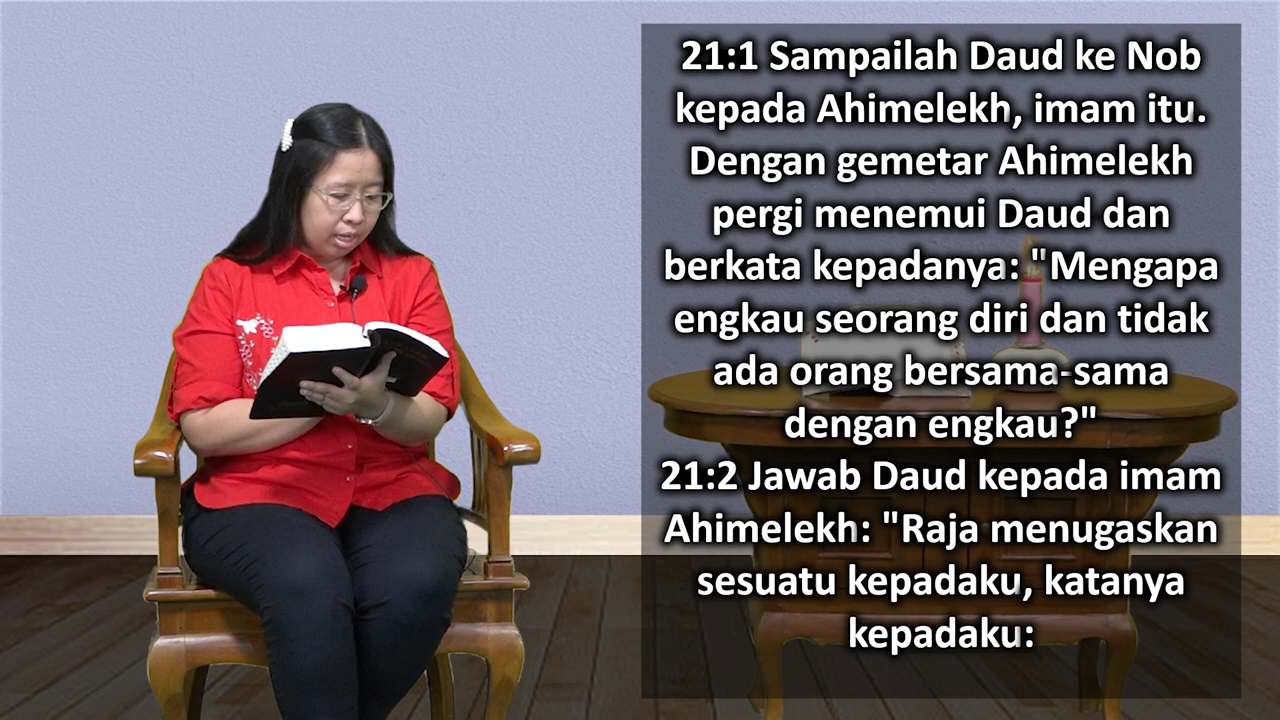 21:1 Sampailah Daud ke Nob
kepada Ahimelekh, imam itu.
Dengan gemetar Ahimelekh
pergi menemui Daud dan
berkata kepadanya: "Mengapa
engkau seorang diri dan tidak
ada orang bersama-sama
dengan engkau?"
21:2 Jawab Daud kepada imam
Ahimelekh: "Raja menugaskan
sesuatu kepadaku, katanya
kepadaku: